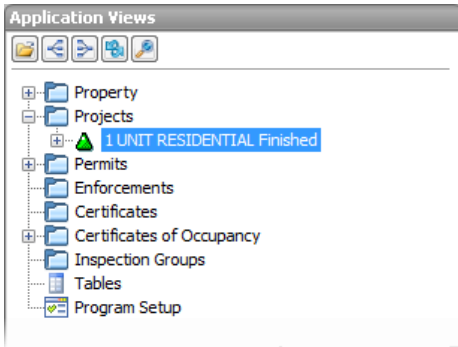 Application Views
Property
Projects
1 UNIT RESIDENTIAL Finished
Permits
Enforcements
Certificates
Certificates of Occupancy
Inspection Groups
Tables
Program Setup